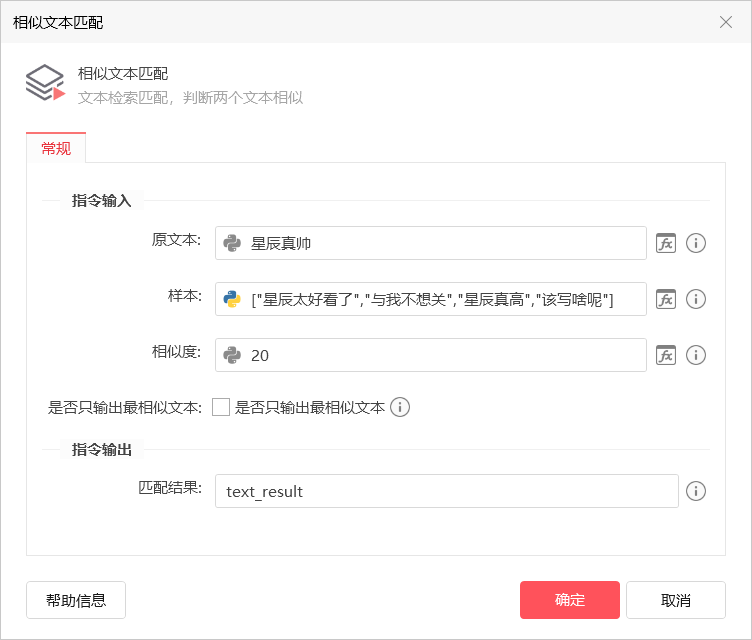 相似文本匹配
相似文本匹配
文本检索匹配，判断两个文本相似
常规
指令输入
原文本: 星辰真帅 fx
样本: ["星辰太好看了","与我不想关","星辰真高","该写啥呢"] fx
相似度: 20 fx
是否只输出最相似文本: 是否只输出最相似文本
指令输出
匹配结果: text_result
帮助信息 确定 取消